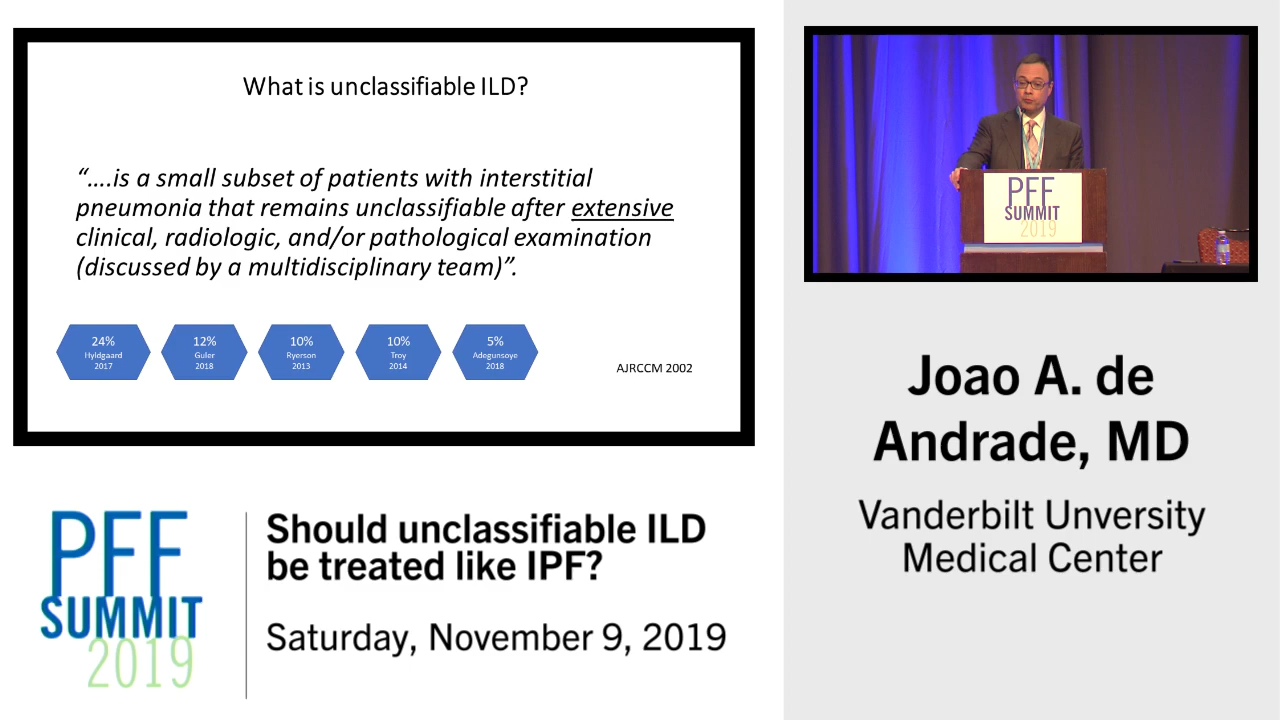 What is unclassifiable ILD?
“....is a small subset of patients with interstitial
pneumonia that remains unclassifiable after extensive
clinical, radiologic, and/or pathological examination
(discussed by a multidisciplinary team)”.
24%
Hyldgaard
2017
12%
Guler
2018
10%
Ryerson
2013
10%
Troy
2014
5%
Adegunsoye
2018
AJRCCM 2002
PFF
SUMMIT
2019
Joao A. de
Andrade, MD
Vanderbilt Unversity
Medical Center
PFF
SUMMIT
2019
Should unclassifiable ILD
be treated like IPF?
Saturday, November 9, 2019